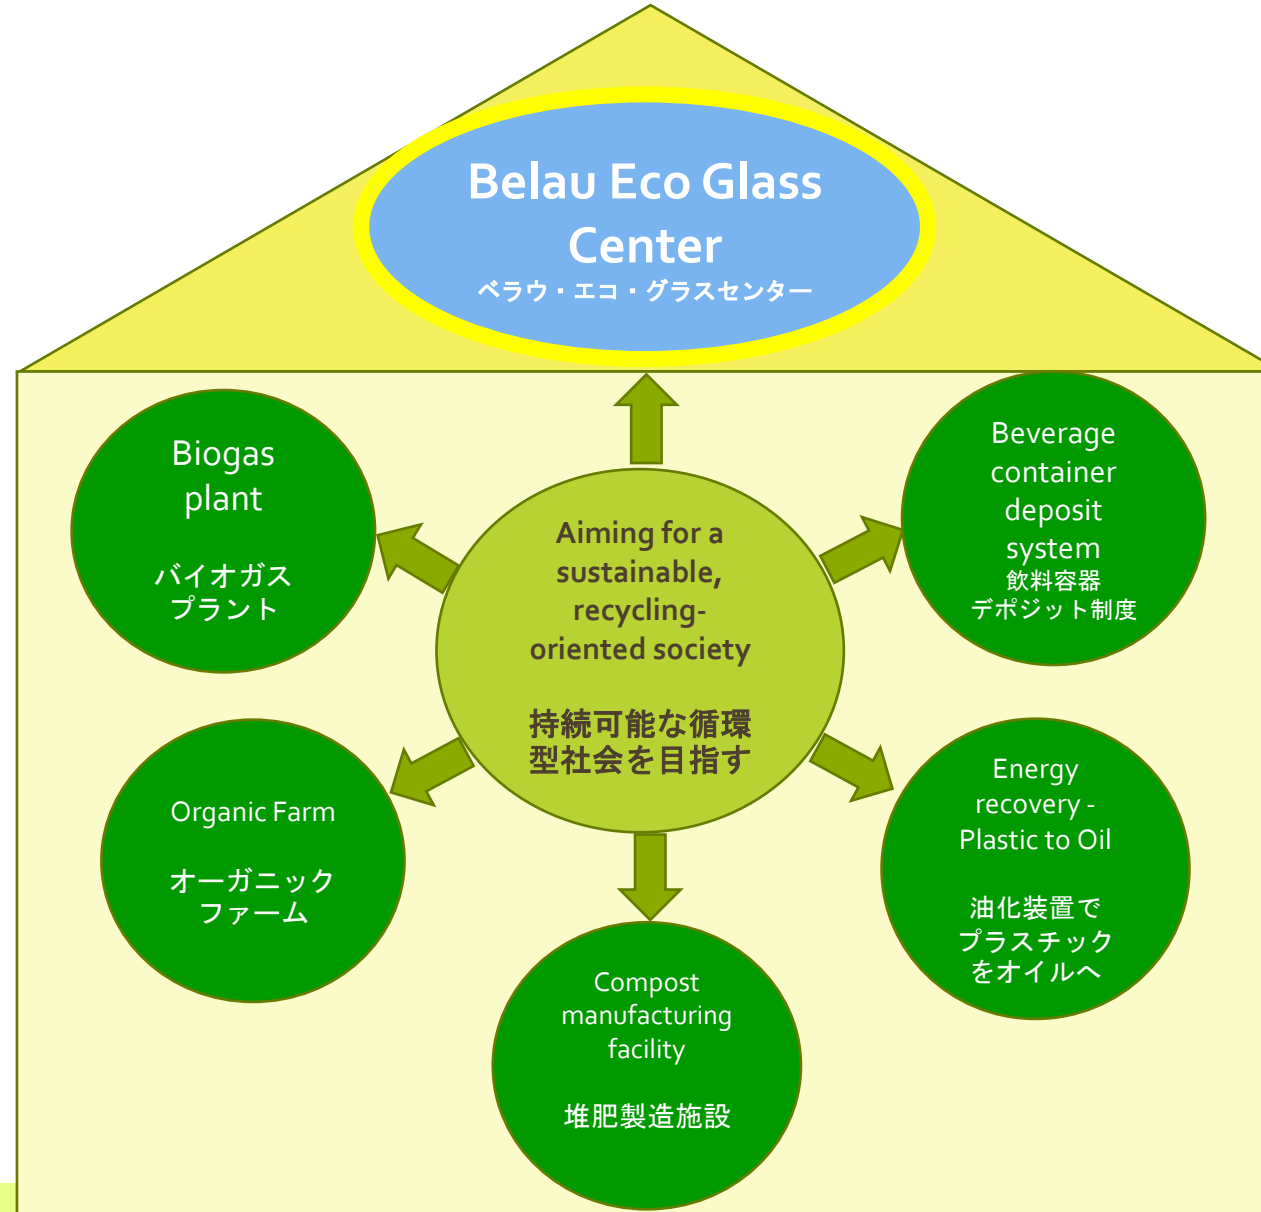 Belau Eco Glass
Center
ベラウ・エコ・グラスセンター
Biogas
plant
バイオガス
プラント
Beverage
container
deposit
system
飲料容器
デポジット制度
Aiming for a
sustainable,
recycling-
oriented society
持続可能な循環
型社会を目指す
Organic Farm
オーガニック
ファーム
Energy
recovery -
Plastic to Oil
油化装置で
プラスチック
をオイルへ
Compost
manufacturing
facility
堆肥製造施設